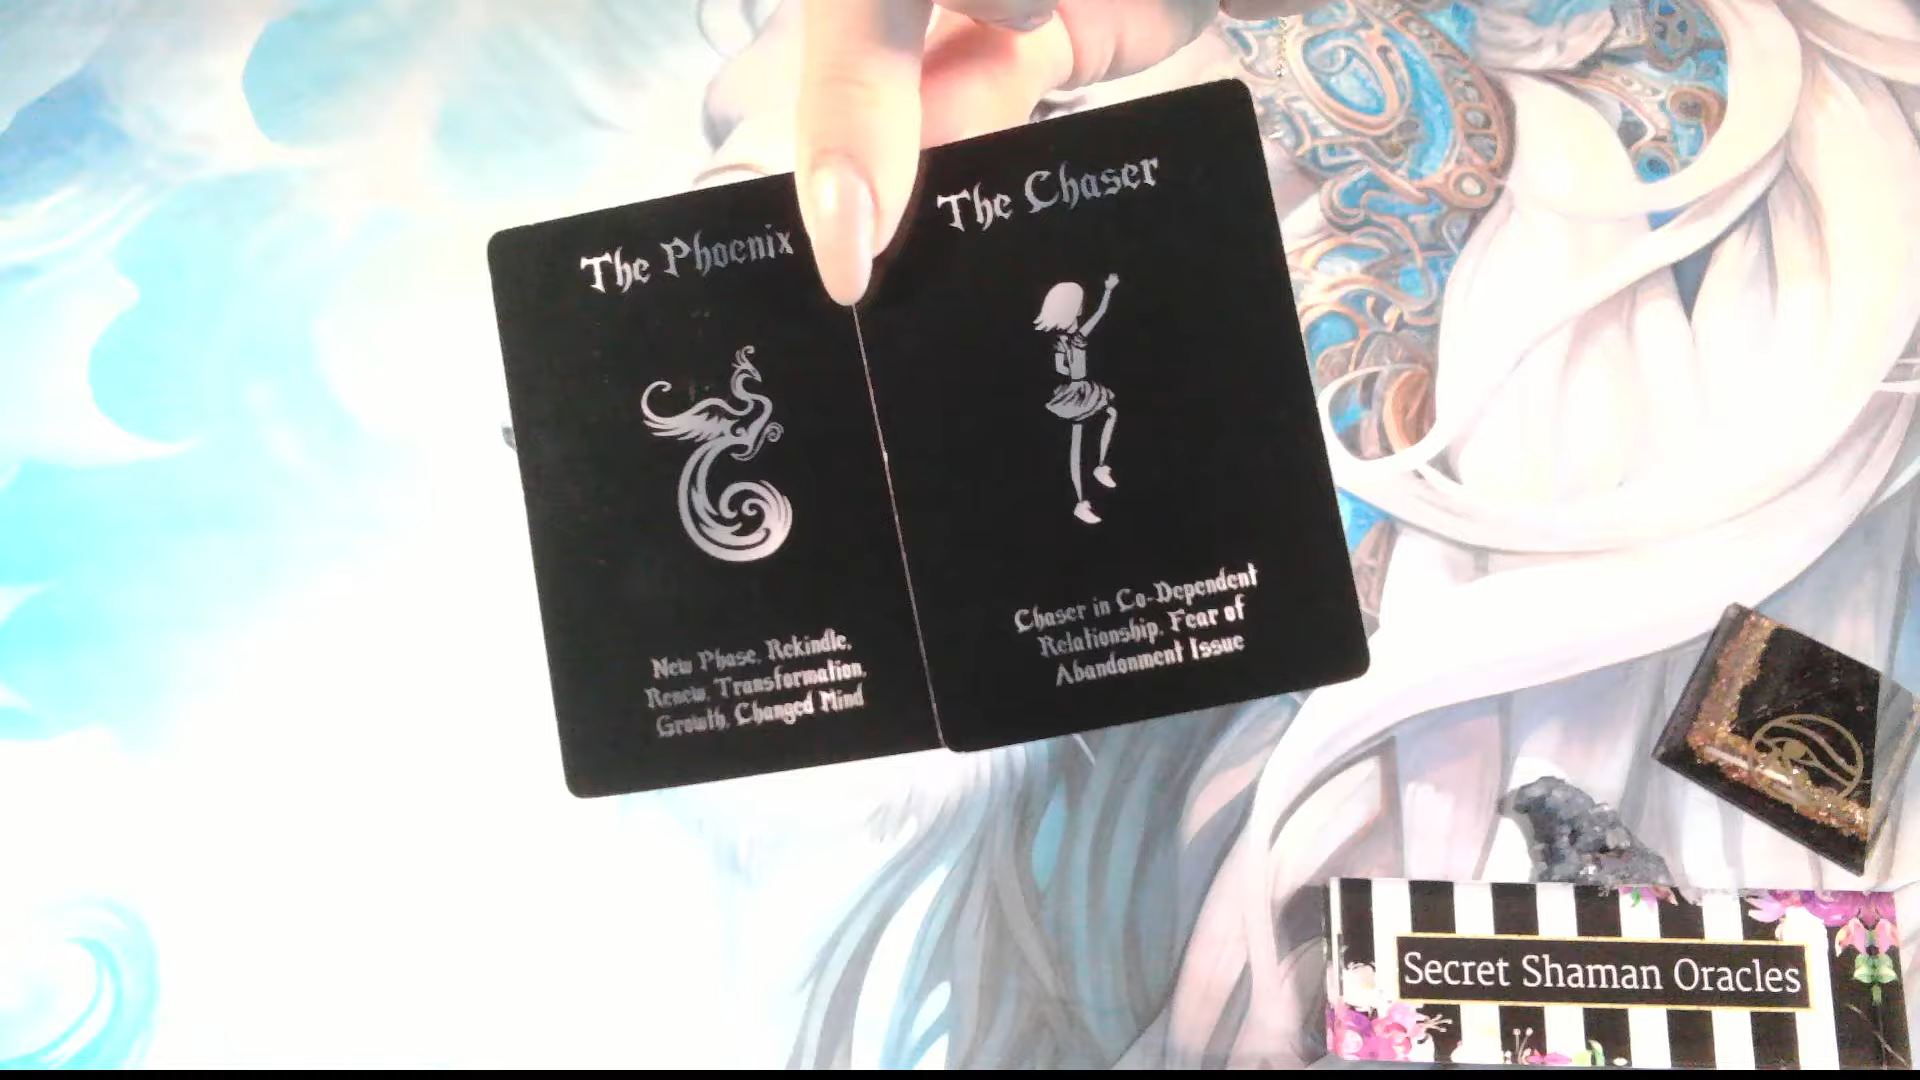 The Phoenix
New Phase, Rekindle,
Renew, Transformation,
Growth, Changed Mind
The Chaser
Chaser in Co-Dependent
Relationship, Fear of
Abandonment Issue
Secret Shaman Oracles